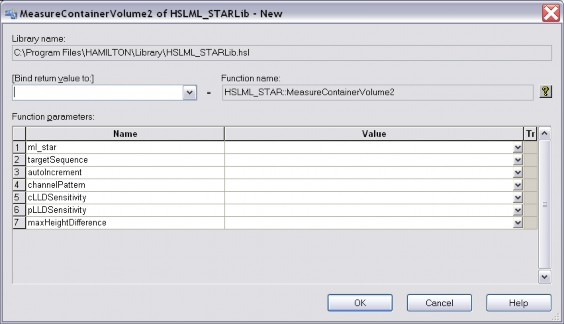 MeasureContainerVolume2 of HSLML_STARLib - New
Library name:
C:\Program Files\HAMILTON\Library\HSLML_STARLib.hsl
[Bind return value to:]
Function name:
- HSLML_STAR::MeasureContainerVolume2
Function parameters:
Name Value Tr
1 ml_star
2 targetSequence
3 autoIncrement
4 channelPattern
5 cLLDSensitivity
6 pLLDSensitivity
7 maxHeightDifference
OK Cancel Help